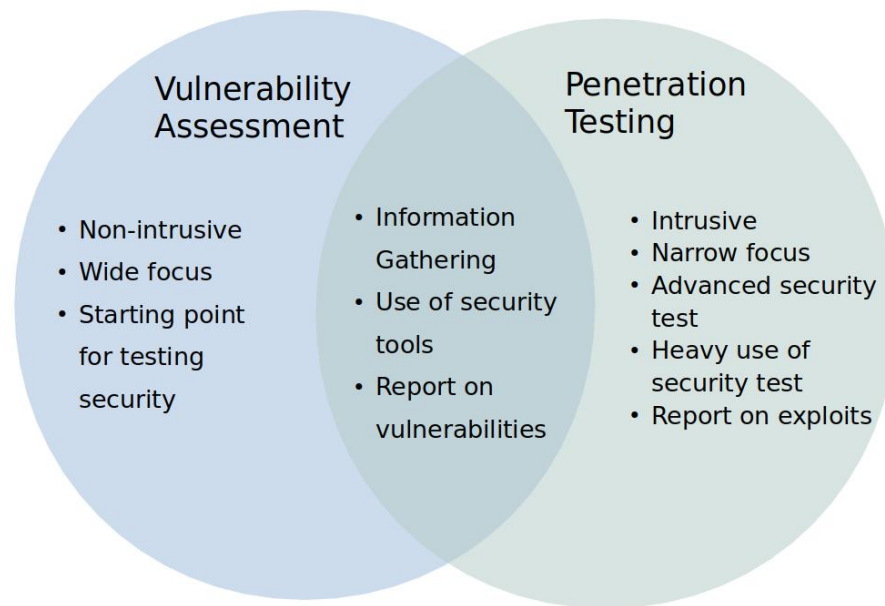 Vulnerability
Assessment
• Non-intrusive
• Wide focus
• Starting point
for testing
security
• Information
Gathering
• Use of security
tools
• Report on
vulnerabilities
Penetration
Testing
• Intrusive
• Narrow focus
• Advanced security
test
• Heavy use of
security test
• Report on exploits